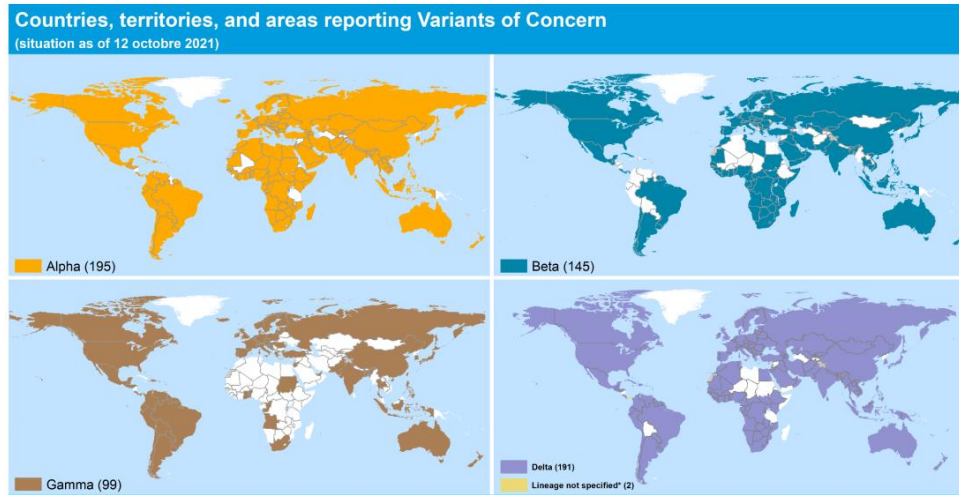 Countries, territories, and areas reporting Variants of Concern
(situation as of 12 octobre 2021)
Alpha (195)
Beta (145)
Gamma (99)
Delta (191)
Lineage not specified* (2)